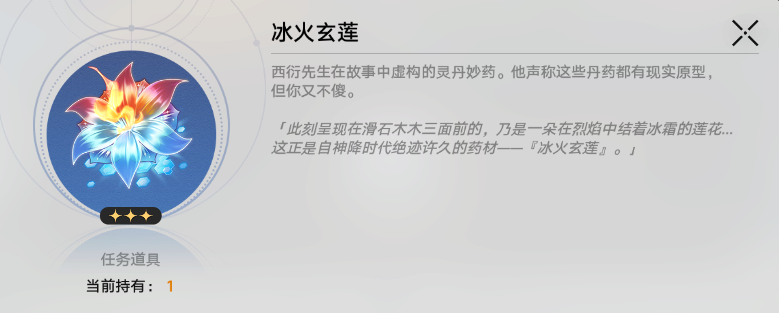 冰火玄莲
西衍先生在故事中虚构的灵丹妙药。他声称这些丹药都有现实原型，
但你又不傻。
「此刻呈现在滑石木木三面前的，乃是一朵在烈焰中结着冰霜的莲花...
这正是自神降时代绝迹许久的药材——『冰火玄莲』。」
任务道具
当前持有： 1